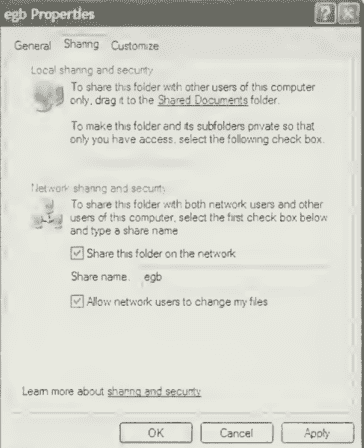 egb Properties
General Sharing Customize
Local sharing and security
To share this folder with other users of this computer
only, drag it to the Shared Documents folder.
To make this folder and its subfolders private so that
only you have access, select the following check box.
Network sharing and security
To share this folder with both network users and other
users of this computer, select the first check box below
and type a share name
Share this folder on the network
Share name. egb
Allow network users to change my files
Learn more about sharing and security
OK Cancel Apply